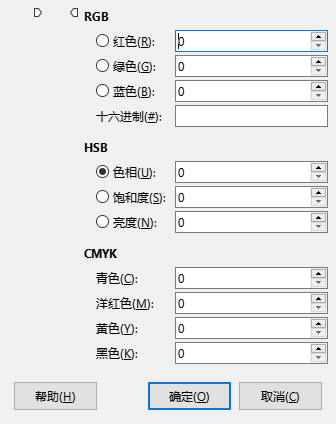 RGB
红色(R): 0
绿色(G): 0
蓝色(B): 0
十六进制(#):
HSB
色相(U): 0
饱和度(S): 0
亮度(N): 0
CMYK
青色(C): 0
洋红色(M): 0
黄色(Y): 0
黑色(K): 0
帮助(H) 确定(O) 取消(C)